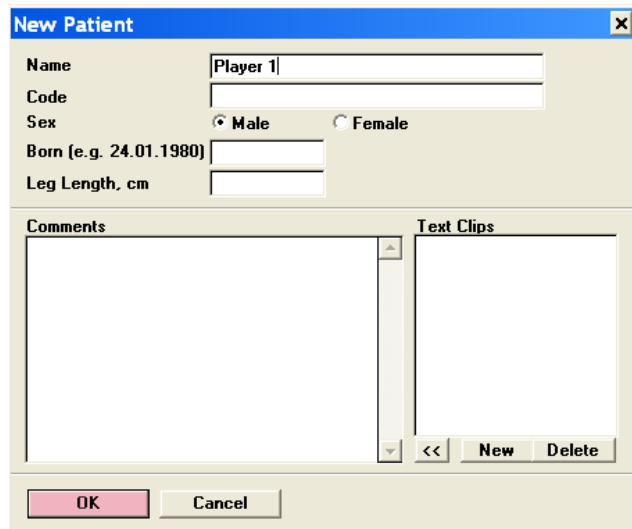 New Patient
Name Player 1
Code
Sex Male Female
Born (e.g. 24.01.1980)
Leg Length, cm
Comments Text Clips
<< New Delete
OK Cancel